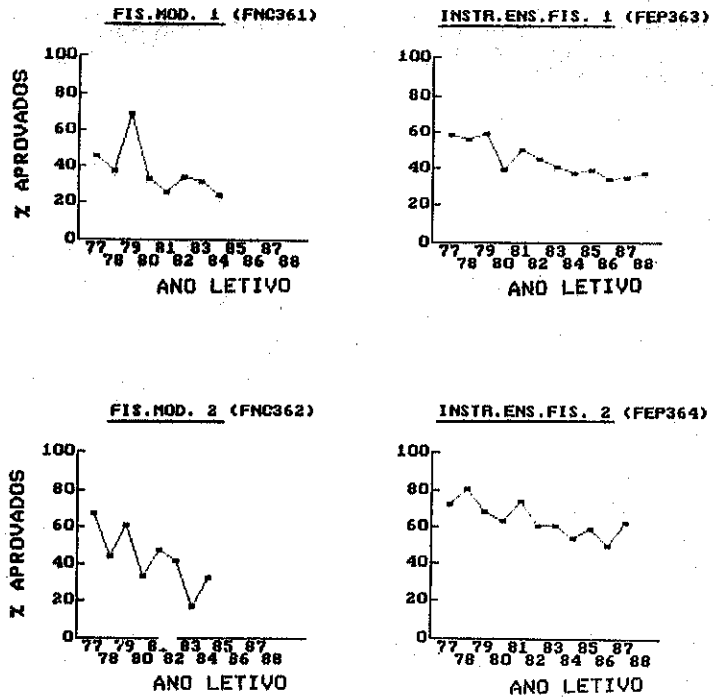 FIS.MOD. 1 (FNC361)
% APROVADOS
100
80
60
40
20
0
77 79 81 83 85 87
78 80 82 84 86 88
ANO LETIVO
INSTR.ENS.FIS. 1 (FEP363)
100
80
60
40
20
0
77 79 81 83 85 87
78 80 82 84 86 88
ANO LETIVO
FIS.MOD. 2 (FNC362)
% APROVADOS
100
80
60
40
20
0
77 79 8 83 85 87
78 80 82 84 86 88
ANO LETIVO
INSTR.ENS.FIS. 2 (FEP364)
100
80
60
40
20
0
77 79 81 83 85 87
78 80 82 84 86 88
ANO LETIVO